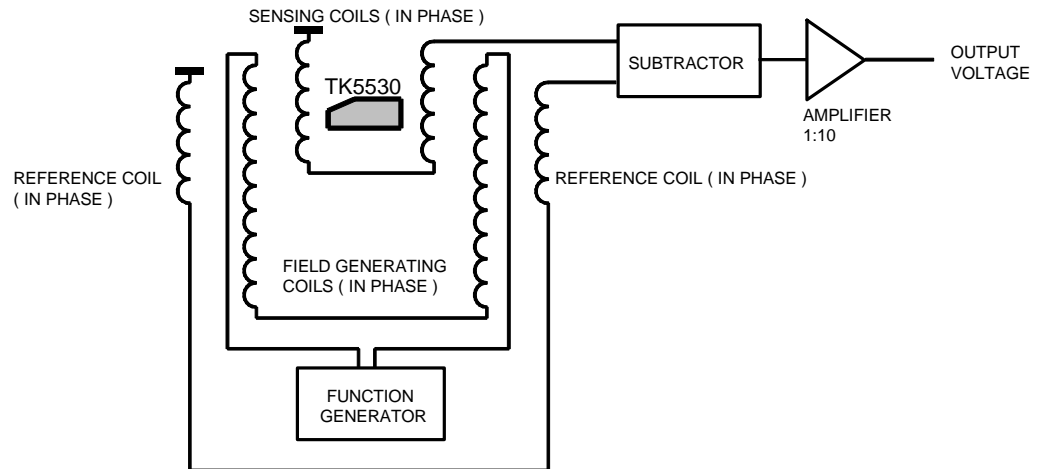 SENSING COILS ( IN PHASE )
TK5530
SUBTRACTOR
OUTPUT
VOLTAGE
AMPLIFIER
1:10
REFERENCE COIL
( IN PHASE )
REFERENCE COIL ( IN PHASE )
FIELD GENERATING
COILS ( IN PHASE )
FUNCTION
GENERATOR